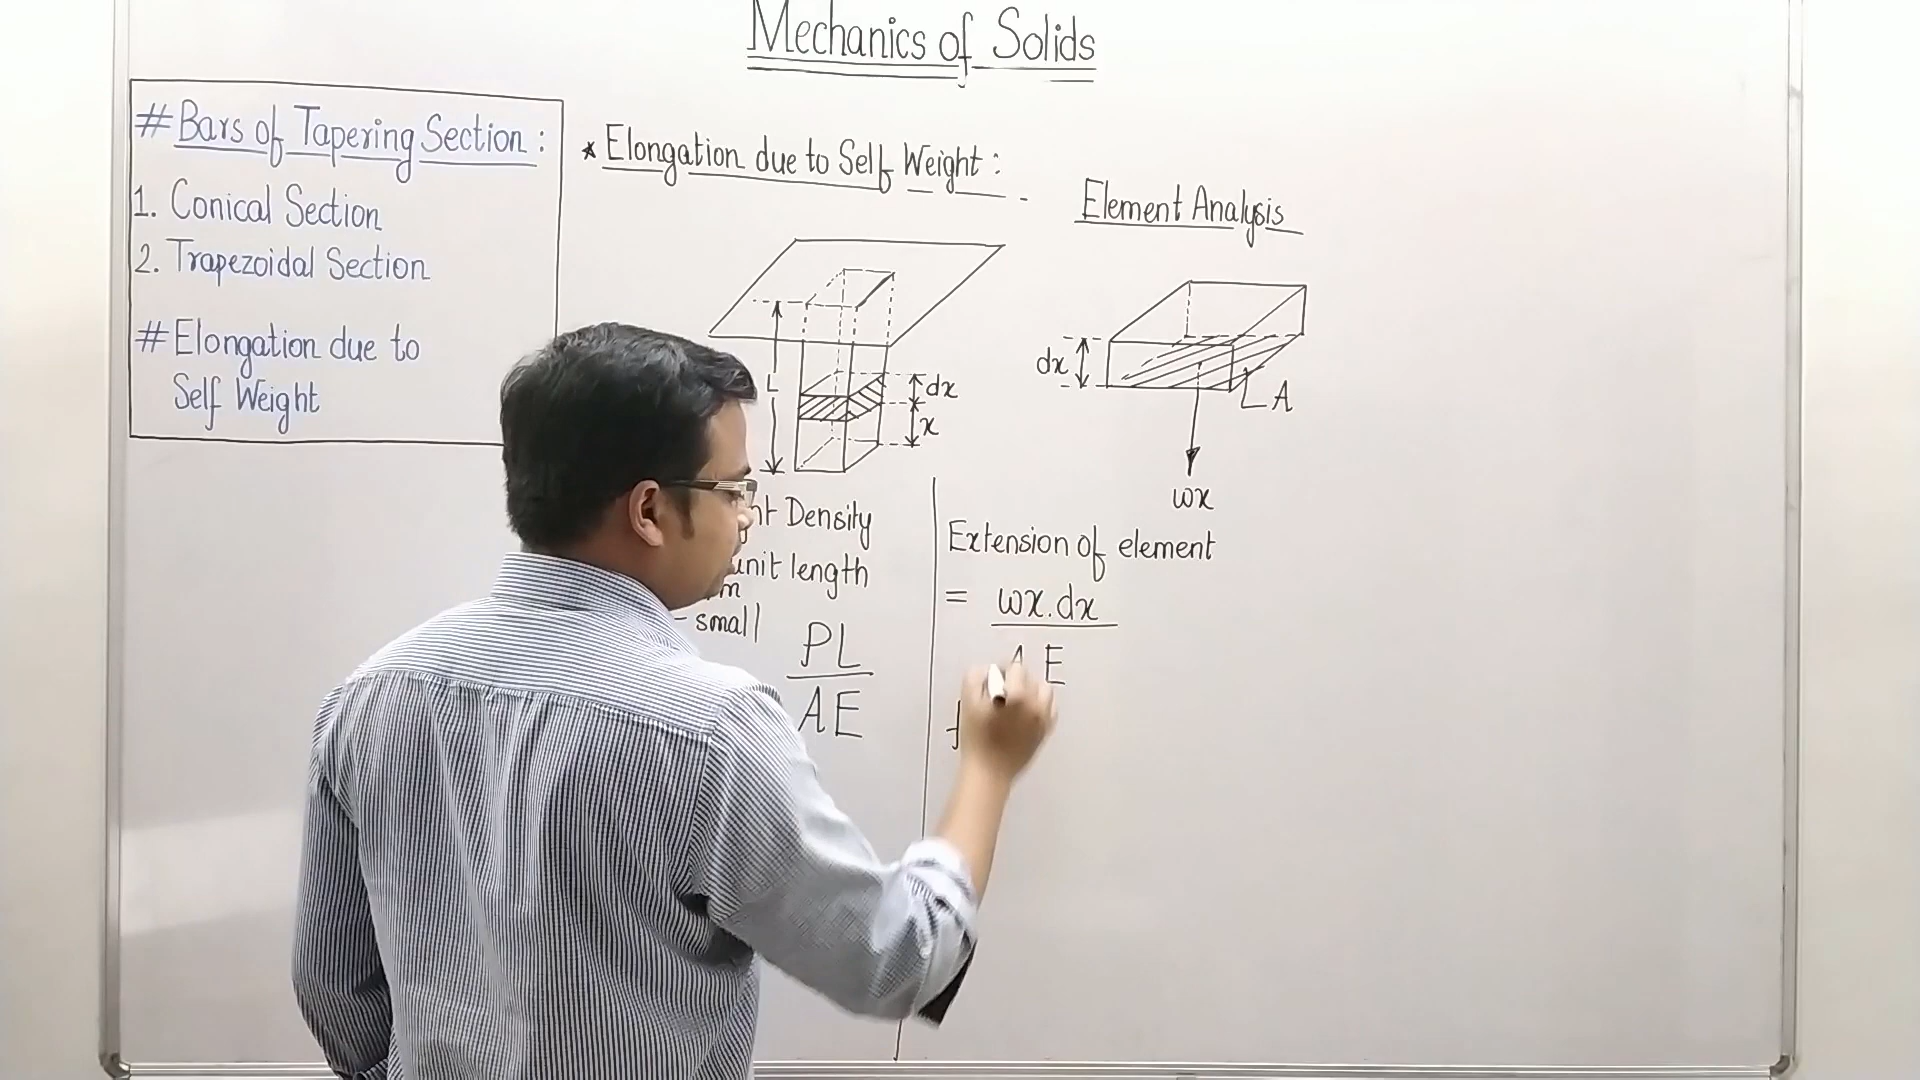 Mechanics of Solids
# Bars of Tapering Section :
1. Conical Section
2. Trapezoidal Section
# Elongation due to
Self Weight
* Elongation due to Self Weight :
L
dx
x
Density
unit length
m
- small
PL
AE
Element Analysis
dx
A
wx
Extension of element
= wx.dx
E